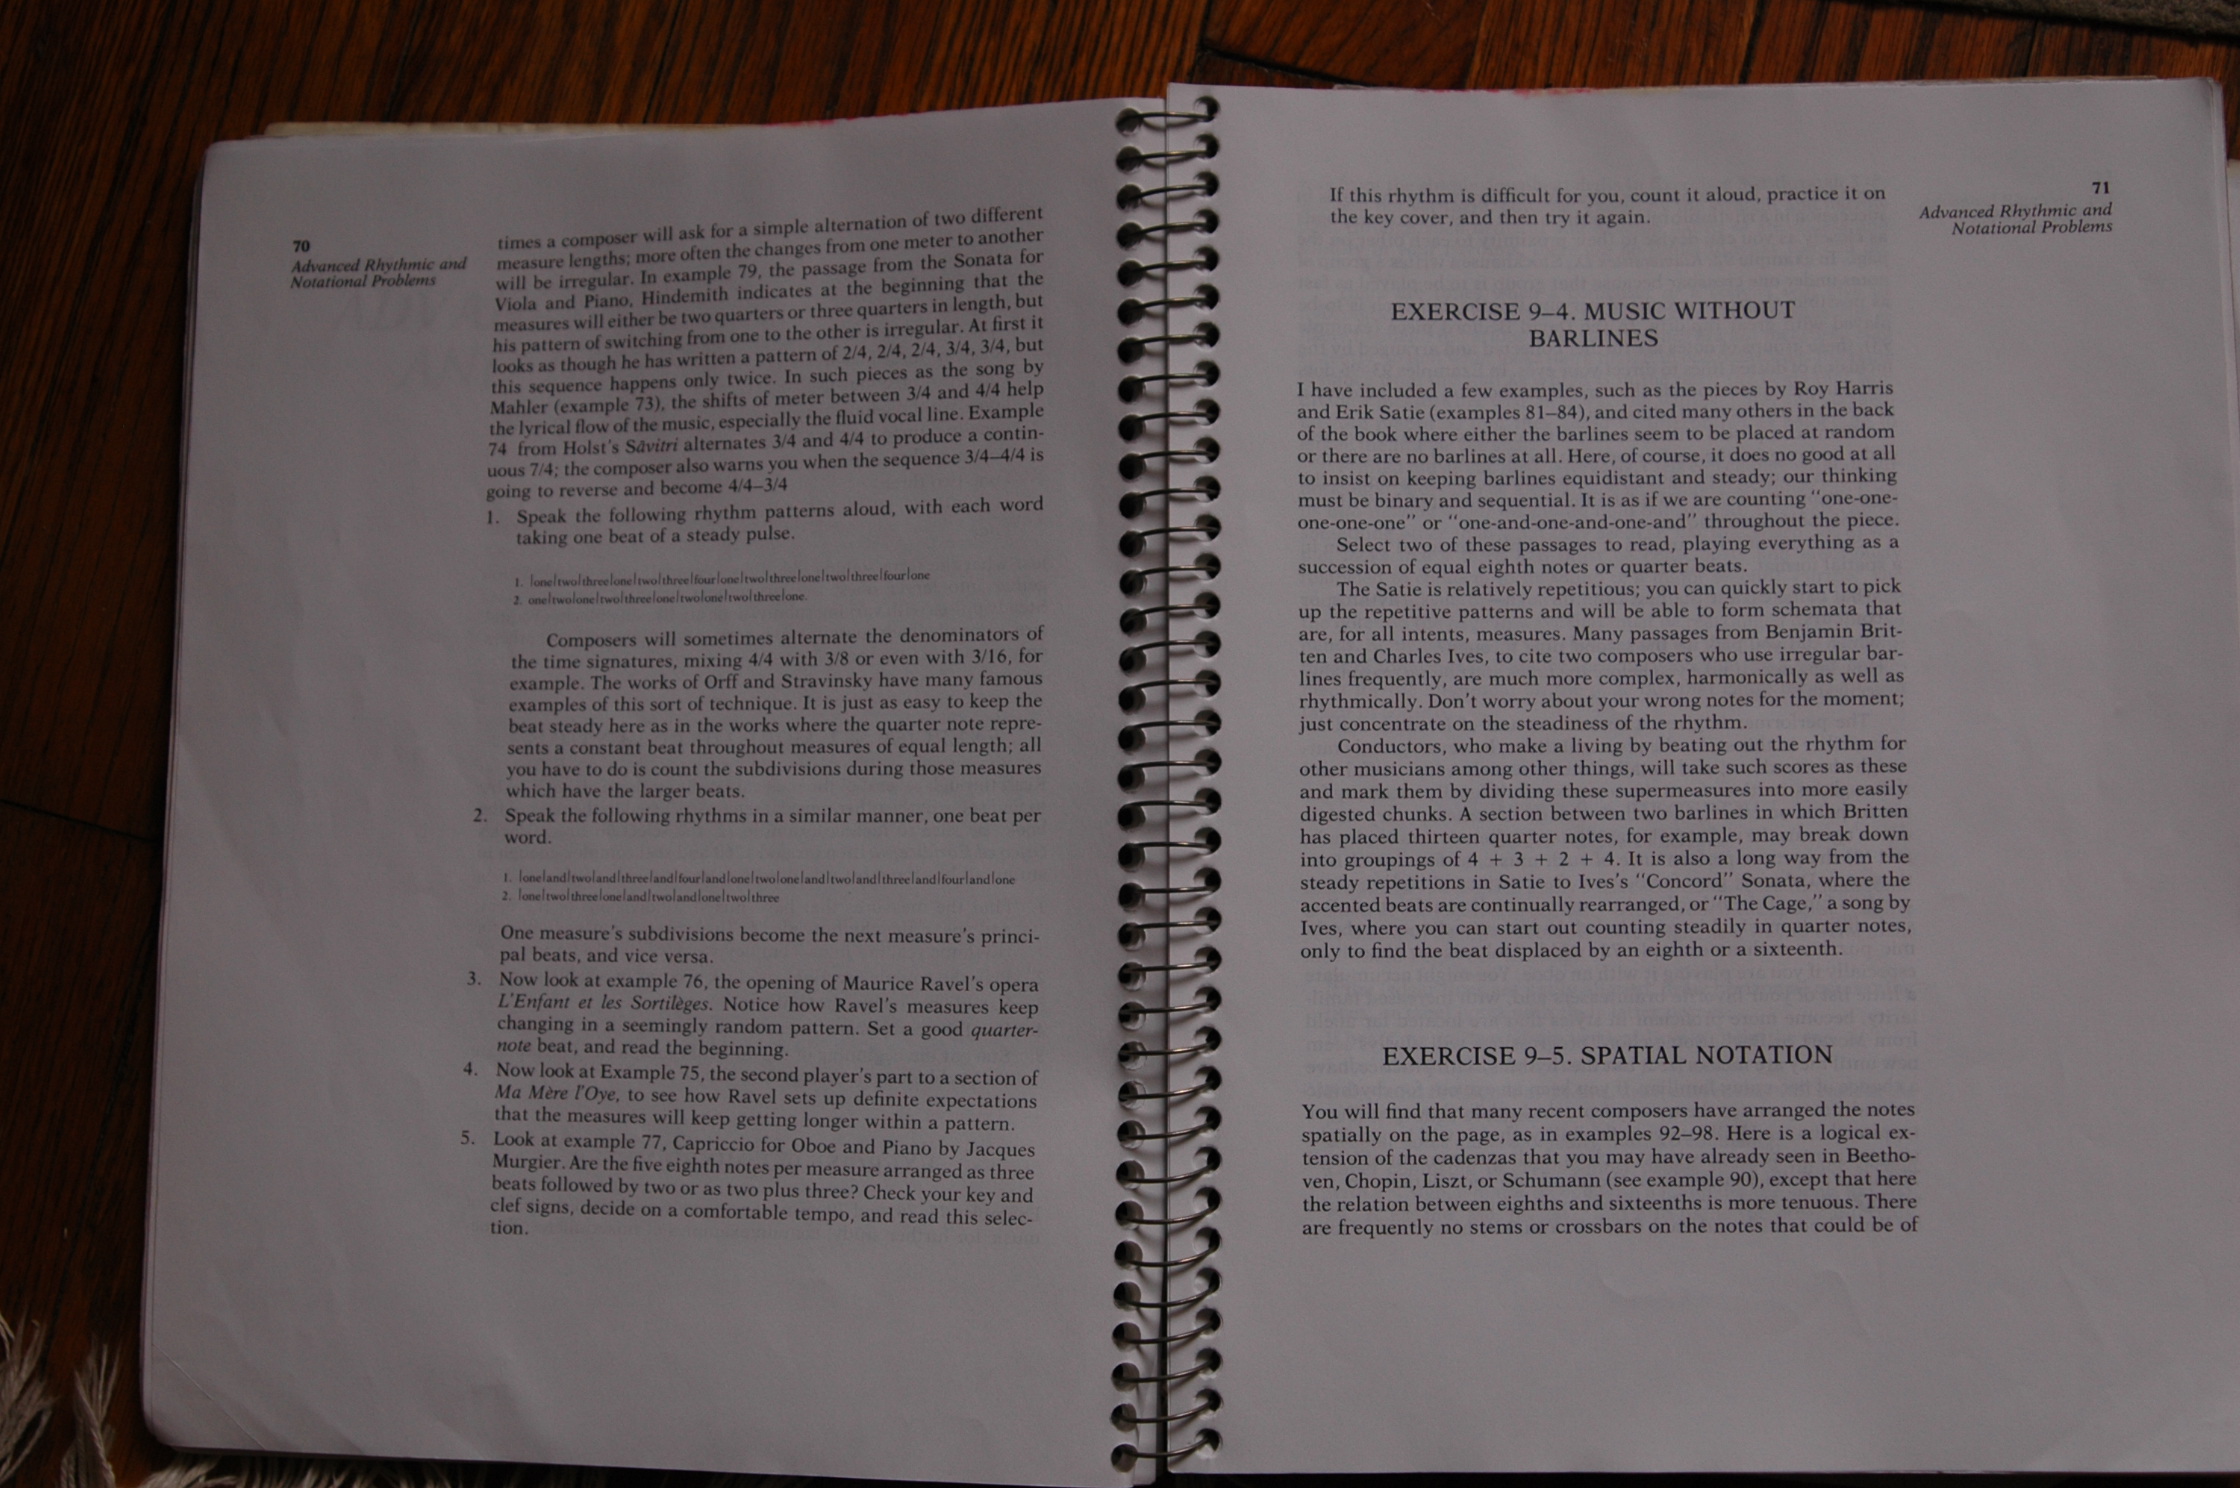 70
Advanced Rhythmic and
Notational Problems
times a composer will ask for a simple alternation of two different
measure lengths; more often the changes from one meter to another
will be irregular. In example 79, the passage from the Sonata for
Viola and Piano, Hindemith indicates at the beginning that the
measures will either be two quarters or three quarters in length, but
his pattern of switching from one to the other is irregular. At first it
looks as though he has written a pattern of 2/4, 2/4, 2/4, 3/4, 3/4, but
this sequence happens only twice. In such pieces as the song by
Mahler (example 73), the shifts of meter between 3/4 and 4/4 help
the lyrical flow of the music, especially the fluid vocal line. Example
74 from Holst's Sāvitri alternates 3/4 and 4/4 to produce a contin-
uous 7/4; the composer also warns you when the sequence 3/4–4/4 is
going to reverse and become 4/4–3/4
1. Speak the following rhythm patterns aloud, with each word
taking one beat of a steady pulse.
1. |one|two|three|one|two|three|four|one|two|three|one|two|three|four|one
2. one|two|one|two|three|one|two|one|two|three|one
Composers will sometimes alternate the denominators of
the time signatures, mixing 4/4 with 3/8 or even with 3/16, for
example. The works of Orff and Stravinsky have many famous
examples of this sort of technique. It is just as easy to keep the
beat steady here as in the works where the quarter note repre-
sents a constant beat throughout measures of equal length; all
you have to do is count the subdivisions during those measures
which have the larger beats.
2. Speak the following rhythms in a similar manner, one beat per
word.
1. |one|and|two|and|three|and|four|and|one|two|one|and|two|and|three|and|four|and|one
2. |one|two|three|one|and|two|and|one|two|three
One measure's subdivisions become the next measure's princi-
pal beats, and vice versa.
3. Now look at example 76, the opening of Maurice Ravel's opera
L'Enfant et les Sortilèges. Notice how Ravel's measures keep
changing in a seemingly random pattern. Set a good quarter-
note beat, and read the beginning.
4. Now look at Example 75, the second player's part to a section of
Ma Mère l'Oye, to see how Ravel sets up definite expectations
that the measures will keep getting longer within a pattern.
5. Look at example 77, Capriccio for Oboe and Piano by Jacques
Murgier. Are the five eighth notes per measure arranged as three
beats followed by two or as two plus three? Check your key and
clef signs, decide on a comfortable tempo, and read this selec-
tion.
71
Advanced Rhythmic and
Notational Problems
If this rhythm is difficult for you, count it aloud, practice it on
the key cover, and then try it again.
EXERCISE 9–4. MUSIC WITHOUT
BARLINES
I have included a few examples, such as the pieces by Roy Harris
and Erik Satie (examples 81–84), and cited many others in the back
of the book where either the barlines seem to be placed at random
or there are no barlines at all. Here, of course, it does no good at all
to insist on keeping barlines equidistant and steady; our thinking
must be binary and sequential. It is as if we are counting "one-one-
one-one-one" or "one-and-one-and-one-and" throughout the piece.
Select two of these passages to read, playing everything as a
succession of equal eighth notes or quarter beats.
The Satie is relatively repetitious; you can quickly start to pick
up the repetitive patterns and will be able to form schemata that
are, for all intents, measures. Many passages from Benjamin Brit-
ten and Charles Ives, to cite two composers who use irregular bar-
lines frequently, are much more complex, harmonically as well as
rhythmically. Don't worry about your wrong notes for the moment;
just concentrate on the steadiness of the rhythm.
Conductors, who make a living by beating out the rhythm for
other musicians among other things, will take such scores as these
and mark them by dividing these supermeasures into more easily
digested chunks. A section between two barlines in which Britten
has placed thirteen quarter notes, for example, may break down
into groupings of 4 + 3 + 2 + 4. It is also a long way from the
steady repetitions in Satie to Ives's "Concord" Sonata, where the
accented beats are continually rearranged, or "The Cage," a song by
Ives, where you can start out counting steadily in quarter notes,
only to find the beat displaced by an eighth or a sixteenth.
EXERCISE 9–5. SPATIAL NOTATION
You will find that many recent composers have arranged the notes
spatially on the page, as in examples 92–98. Here is a logical ex-
tension of the cadenzas that you may have already seen in Beetho-
ven, Chopin, Liszt, or Schumann (see example 90), except that here
the relation between eighths and sixteenths is more tenuous. There
are frequently no stems or crossbars on the notes that could be of